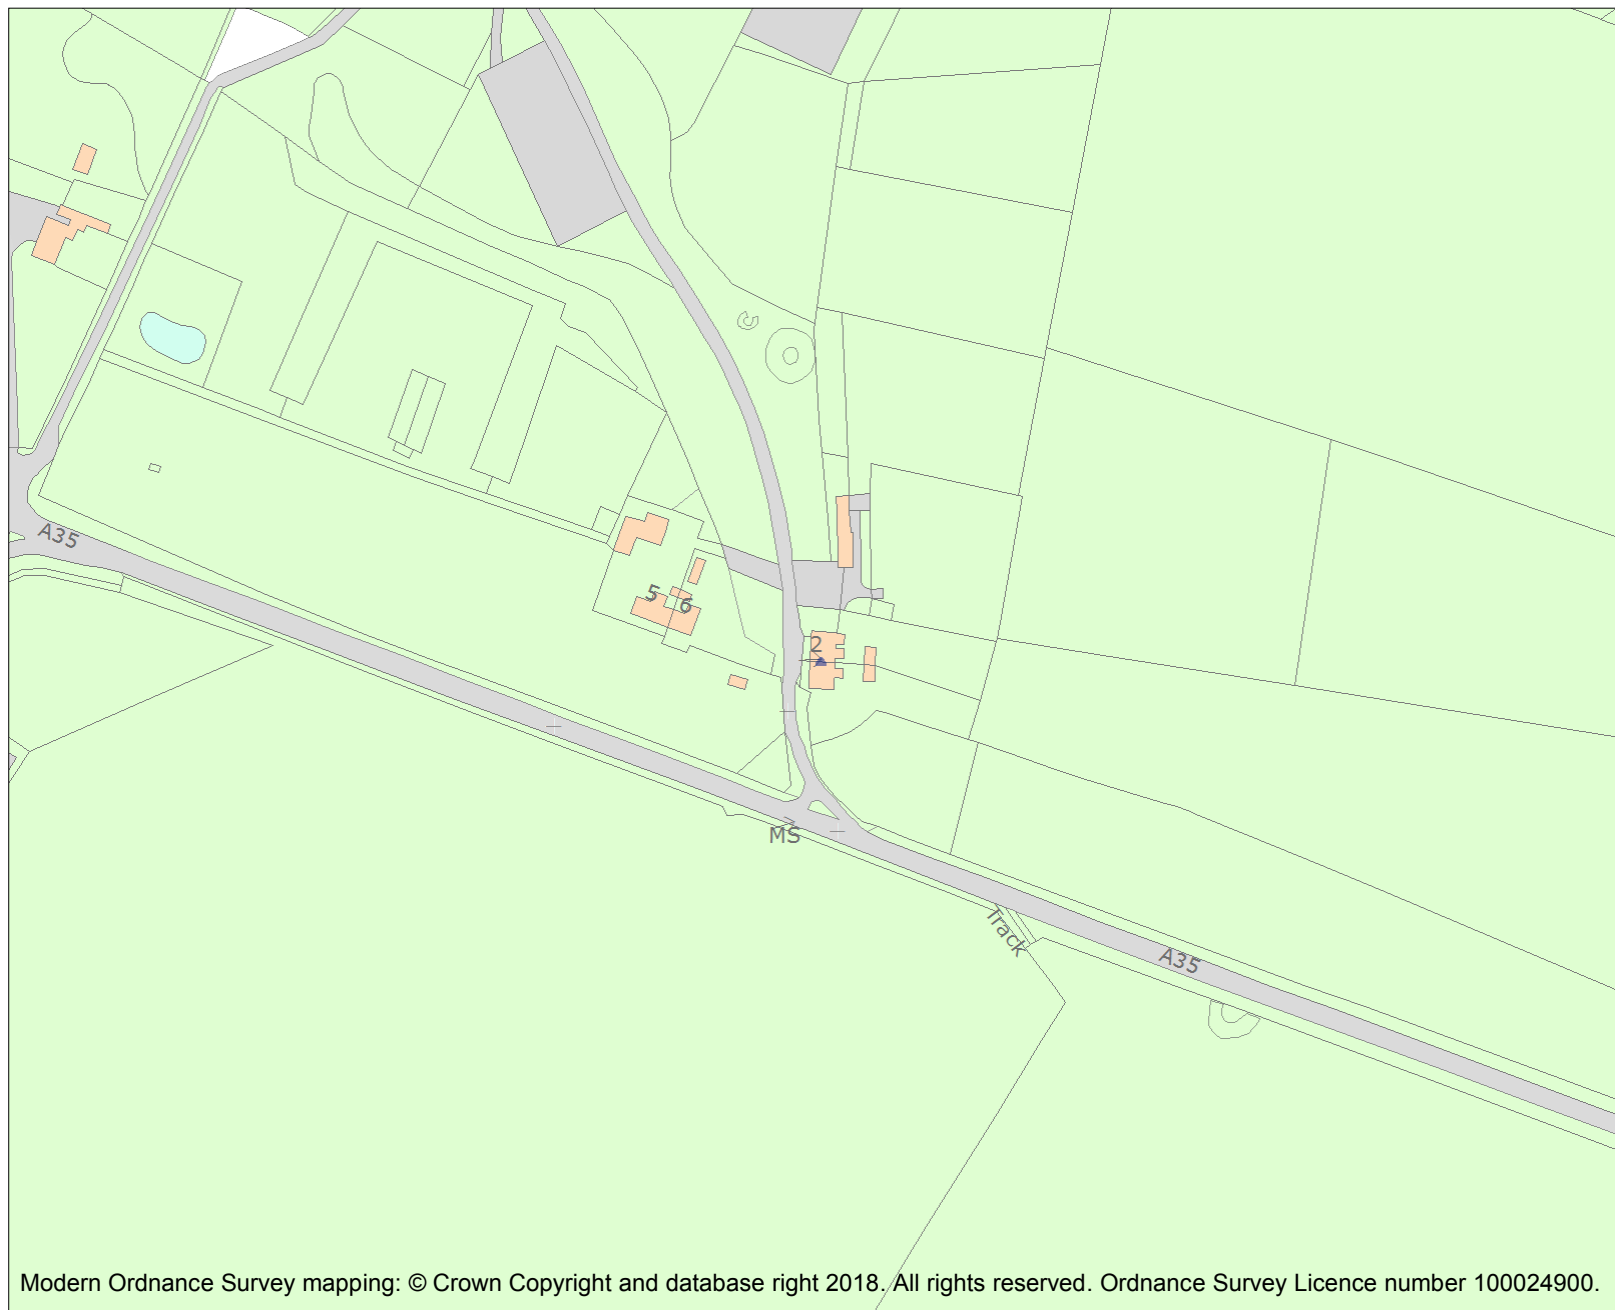 A35
5
6
2
MS
Track
A35
Modern Ordnance Survey mapping: © Crown Copyright and database right 2018. All rights reserved. Ordnance Survey Licence number 100024900.